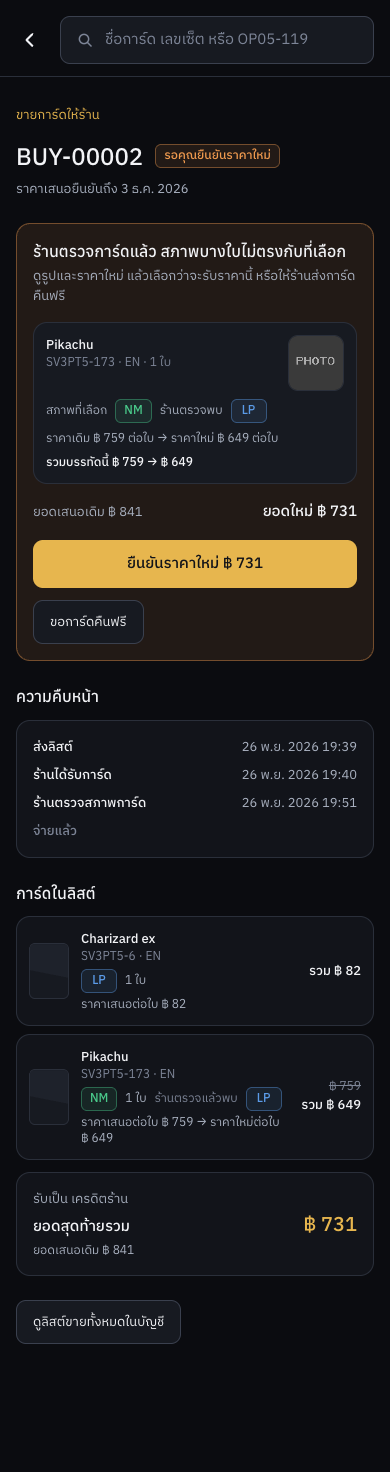 ชื่อการ์ด เลขเซ็ต หรือ OP05-119
ขายการ์ดให้ร้าน
BUY-00002 รอคุณยืนยันราคาใหม่
ราคาเสนอยืนยันถึง 3 ธ.ค. 2026
ร้านตรวจการ์ดแล้ว สภาพบางใบไม่ตรงกับที่เลือก
ดูรูปและราคาใหม่ แล้วเลือกว่าจะรับราคานี้ หรือให้ร้านส่งการ์ด
คืนฟรี
Pikachu
SV3PT5-173 · EN · 1 ใบ
PHOTO
สภาพที่เลือก NM ร้านตรวจพบ LP
ราคาเดิม ฿ 759 ต่อใบ → ราคาใหม่ ฿ 649 ต่อใบ
รวมบรรทัดนี้ ฿ 759 → ฿ 649
ยอดเสนอเดิม ฿ 841 ยอดใหม่ ฿ 731
ยืนยันราคาใหม่ ฿ 731
ขอการ์ดคืนฟรี
ความคืบหน้า
ส่งลิสต์ 26 พ.ย. 2026 19:39
ร้านได้รับการ์ด 26 พ.ย. 2026 19:40
ร้านตรวจสภาพการ์ด 26 พ.ย. 2026 19:51
จ่ายแล้ว
การ์ดในลิสต์
Charizard ex
SV3PT5-6 · EN
LP 1 ใบ
รวม ฿ 82
ราคาเสนอต่อใบ ฿ 82
Pikachu
SV3PT5-173 · EN
NM 1 ใบ ร้านตรวจแล้วพบ LP
฿ 759
รวม ฿ 649
ราคาเสนอต่อใบ ฿ 759 → ราคาใหม่ต่อใบ
฿ 649
รับเป็น เครดิตร้าน
ยอดสุดท้ายรวม ฿ 731
ยอดเสนอเดิม ฿ 841
ดูลิสต์ขายทั้งหมดในบัญชี